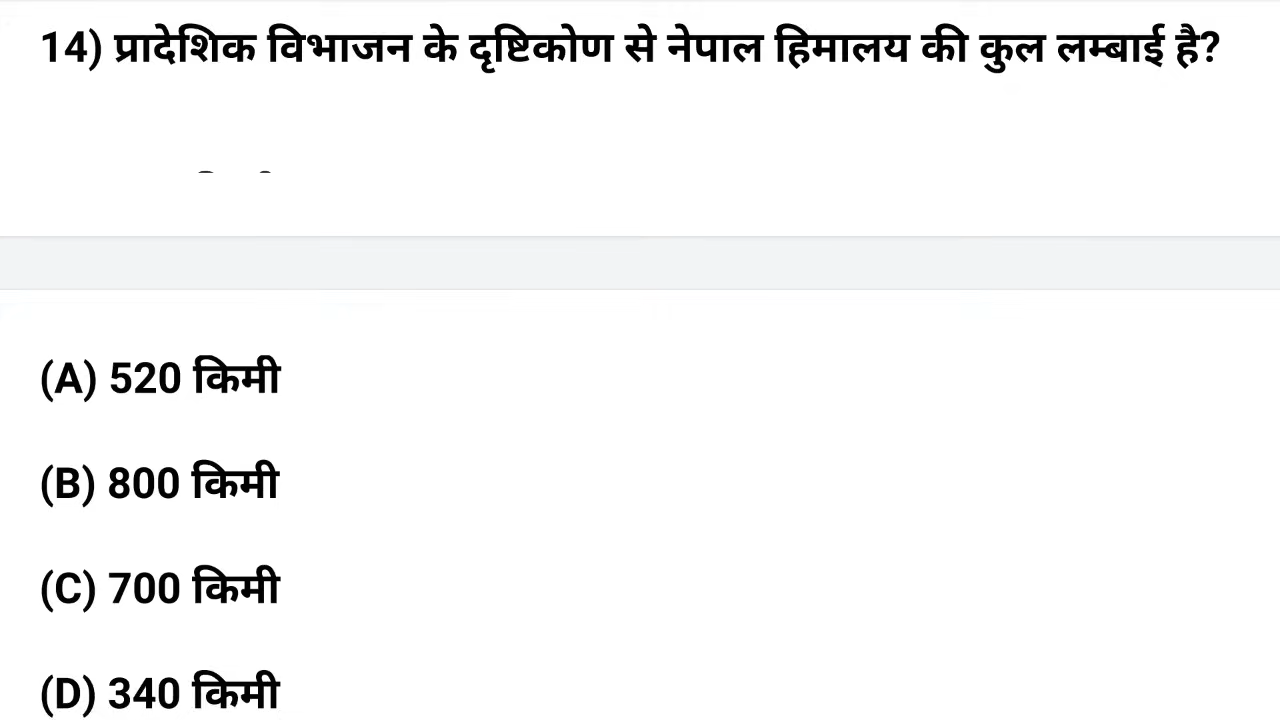 14) प्रादेशिक विभाजन के दृष्टिकोण से नेपाल हिमालय की कुल लम्बाई है?
(A) 520 किमी
(B) 800 किमी
(C) 700 किमी
(D) 340 किमी